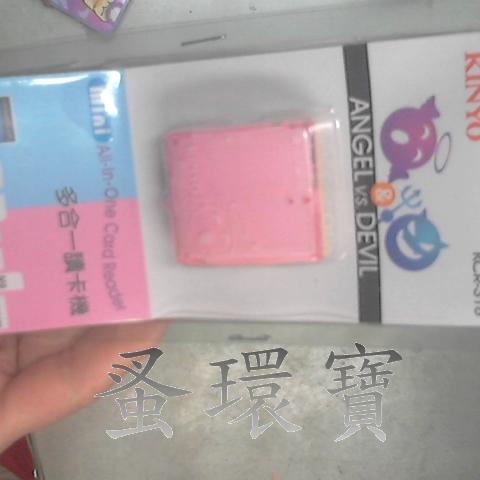 KINYO
ANGEL VS. DEVIL
&
mini All-in-One Card Reader
多合一讀卡機
蚤環寶